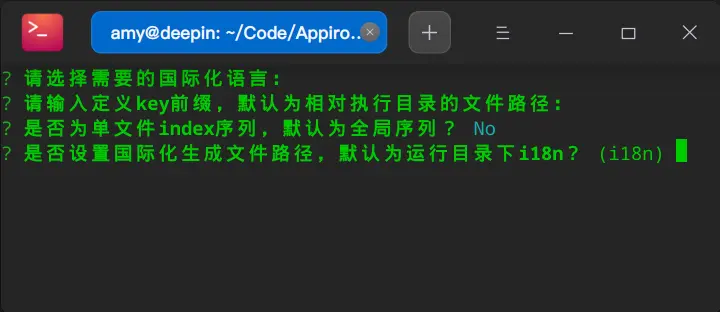 amy@deepin: ~/Code/Appiro...
? 请选择需要的国际化语言:
? 请输入定义key前缀，默认为相对执行目录的文件路径:
? 是否为单文件index序列，默认为全局序列？ No
? 是否设置国际化生成文件路径，默认为运行目录下i18n？ (i18n)